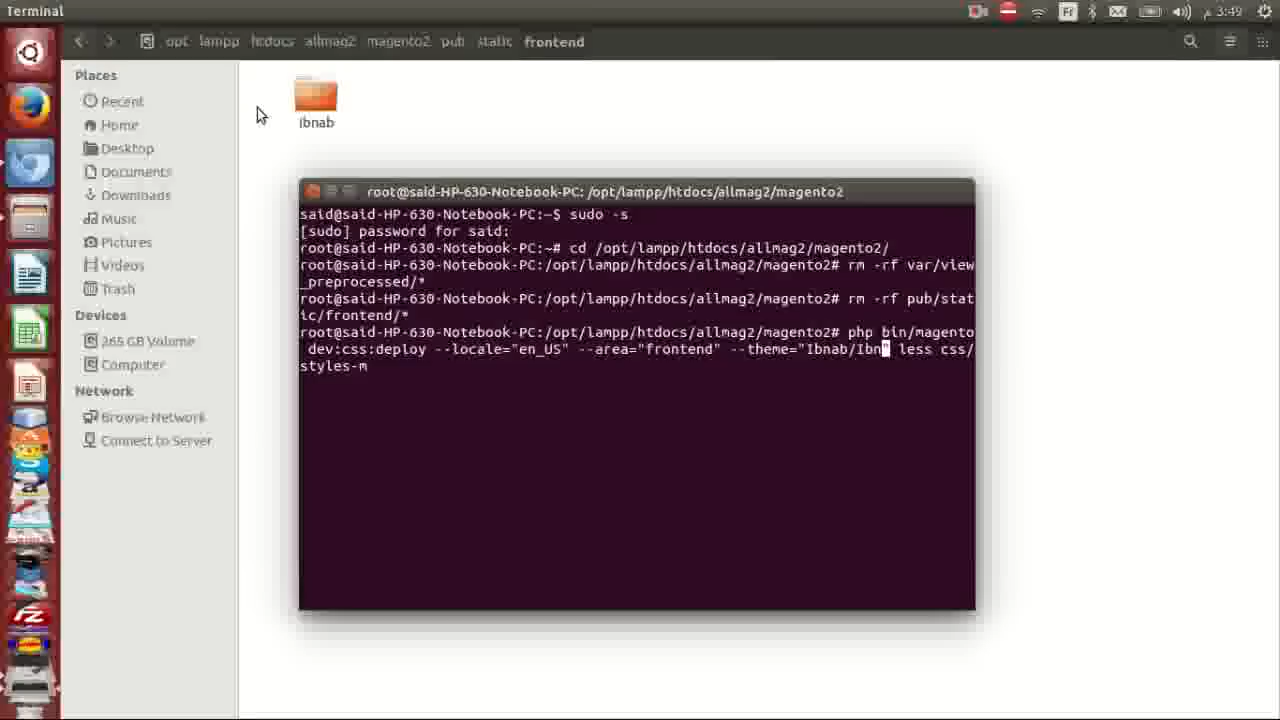 Terminal
Fr
3:49
opt lampp htdocs allmag2 magento2 pub static frontend
Places
Recent
Home
Desktop
Documents
Downloads
Music
Pictures
Videos
Trash
Devices
265 GB Volume
Computer
Network
Browse Network
Connect to Server
Ibnab
root@said-HP-630-Notebook-PC: /opt/lampp/htdocs/allmag2/magento2
said@said-HP-630-Notebook-PC:~$ sudo -s
[sudo] password for said:
root@said-HP-630-Notebook-PC:~# cd /opt/lampp/htdocs/allmag2/magento2/
root@said-HP-630-Notebook-PC:/opt/lampp/htdocs/allmag2/magento2# rm -rf var/view
_preprocessed/*
root@said-HP-630-Notebook-PC:/opt/lampp/htdocs/allmag2/magento2# rm -rf pub/stat
ic/frontend/*
root@said-HP-630-Notebook-PC:/opt/lampp/htdocs/allmag2/magento2# php bin/magento
dev:css:deploy --locale="en_US" --area="frontend" --theme="Ibnab/Ibn" less css/
styles-m